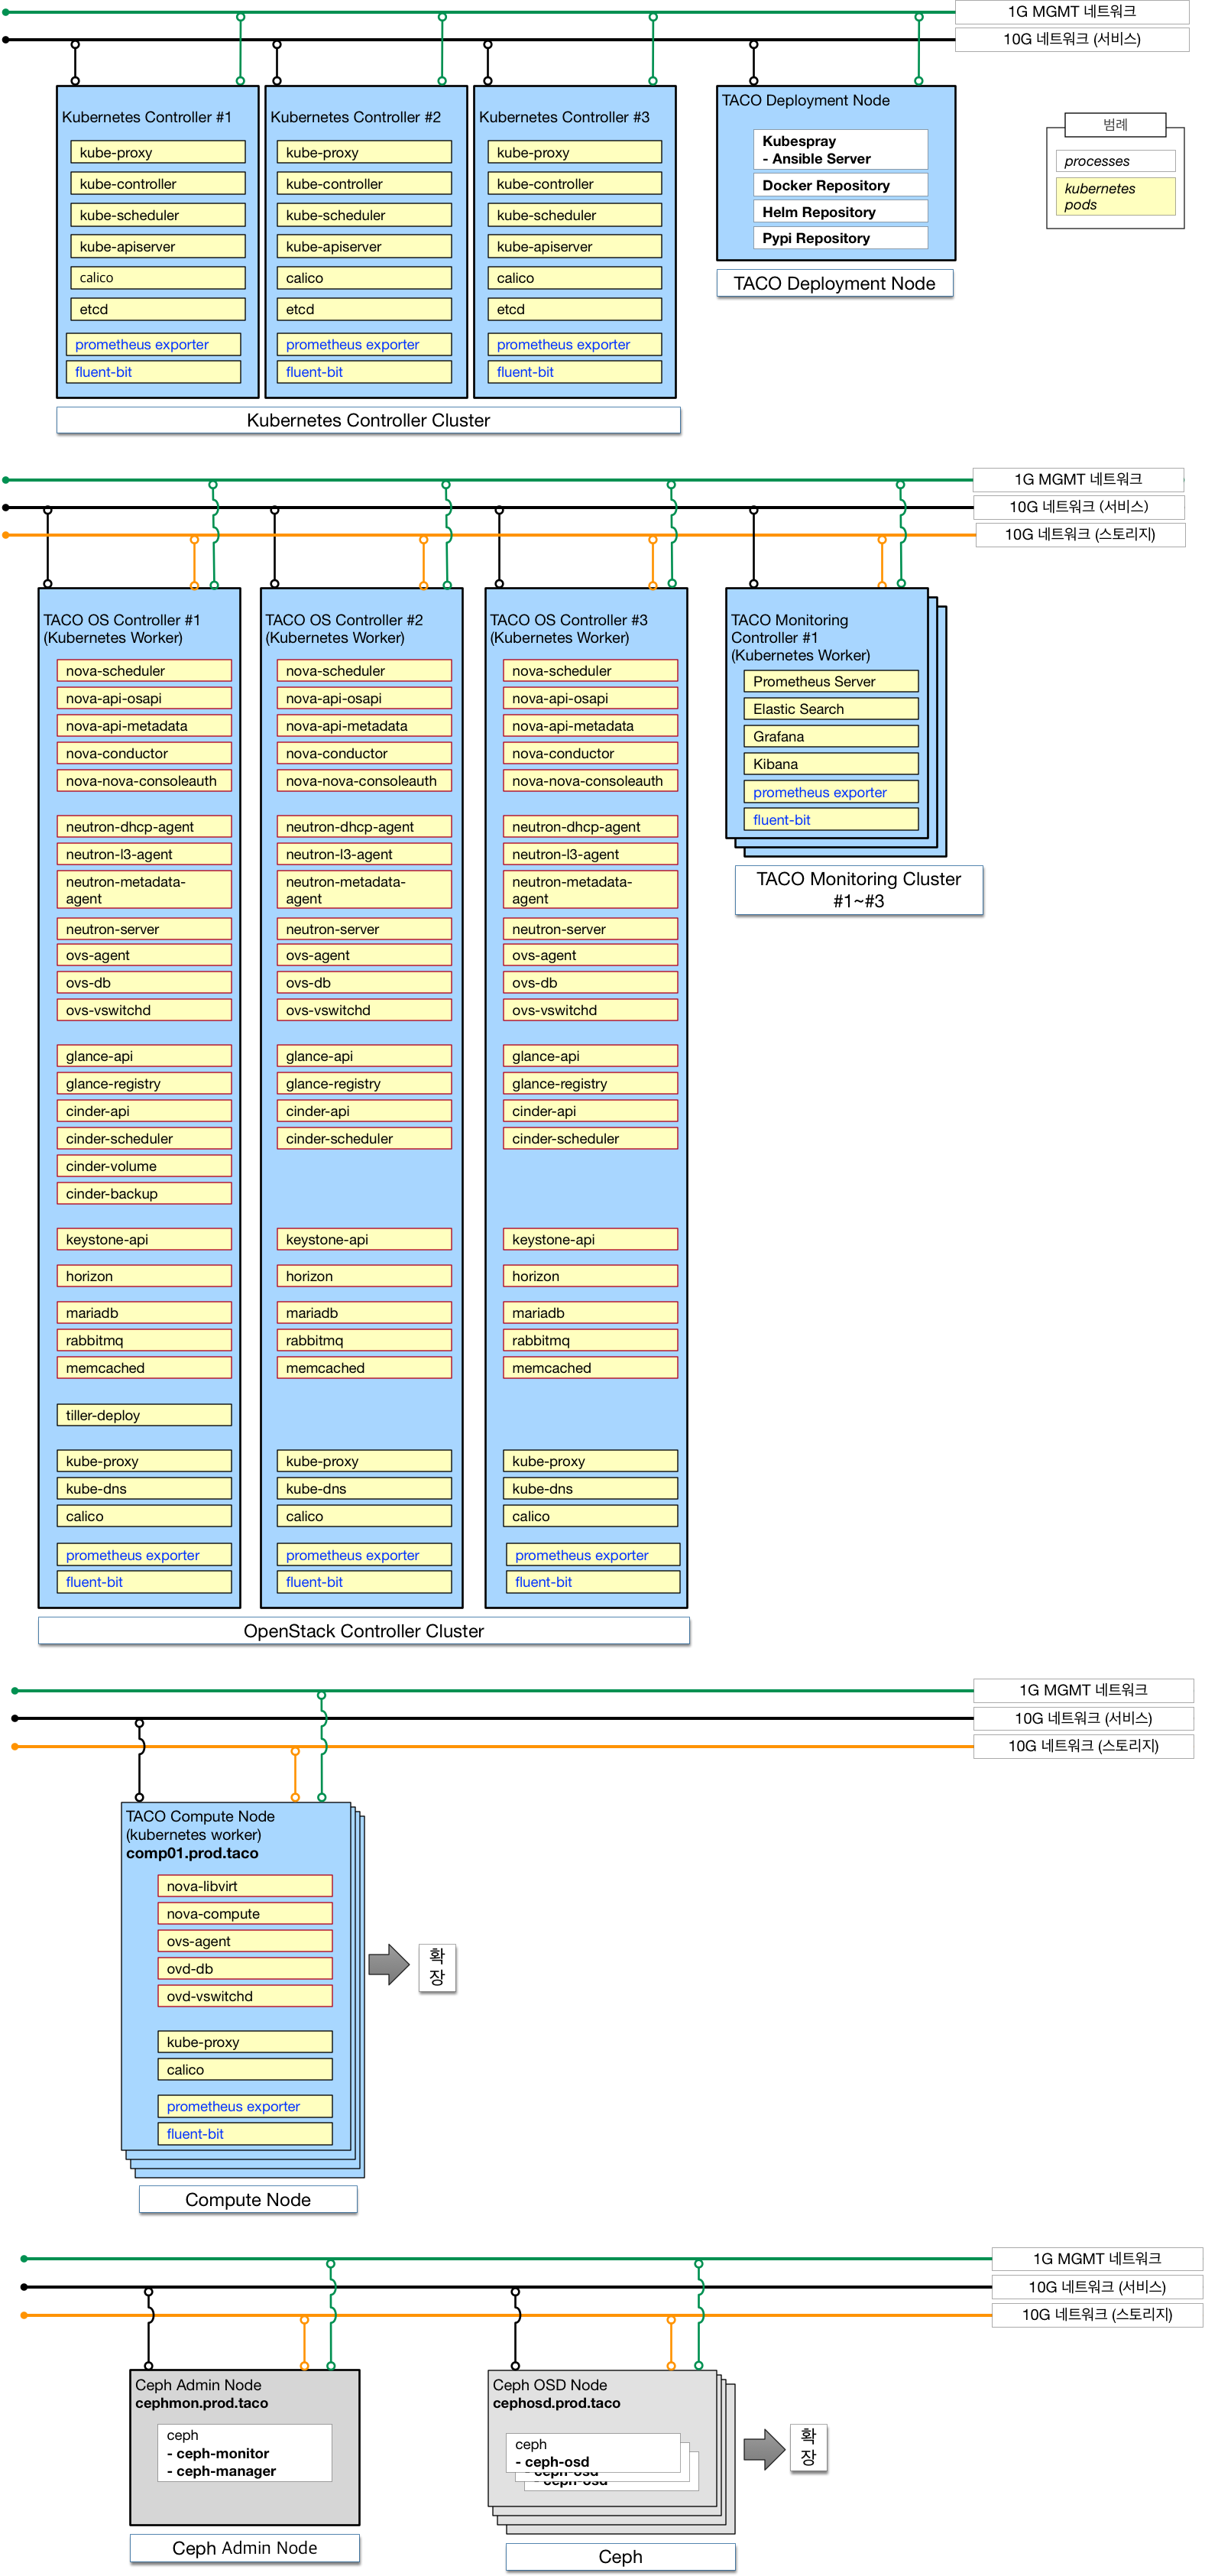 1G MGMT 네트워크
10G 네트워크 (서비스)
Kubernetes Controller #1
kube-proxy
kube-controller
kube-scheduler
kube-apiserver
calico
etcd
prometheus exporter
fluent-bit
Kubernetes Controller #2
kube-proxy
kube-controller
kube-scheduler
kube-apiserver
calico
etcd
prometheus exporter
fluent-bit
Kubernetes Controller #3
kube-proxy
kube-controller
kube-scheduler
kube-apiserver
calico
etcd
prometheus exporter
fluent-bit
Kubernetes Controller Cluster
TACO Deployment Node
Kubespray
- Ansible Server
Docker Repository
Helm Repository
Pypi Repository
TACO Deployment Node
범례
processes
kubernetes
pods
1G MGMT 네트워크
10G 네트워크 (서비스)
10G 네트워크 (스토리지)
TACO OS Controller #1
(Kubernetes Worker)
nova-scheduler
nova-api-osapi
nova-api-metadata
nova-conductor
nova-nova-consoleauth
neutron-dhcp-agent
neutron-l3-agent
neutron-metadata-
agent
neutron-server
ovs-agent
ovs-db
ovs-vswitchd
glance-api
glance-registry
cinder-api
cinder-scheduler
cinder-volume
cinder-backup
keystone-api
horizon
mariadb
rabbitmq
memcached
tiller-deploy
kube-proxy
kube-dns
calico
prometheus exporter
fluent-bit
TACO OS Controller #2
(Kubernetes Worker)
nova-scheduler
nova-api-osapi
nova-api-metadata
nova-conductor
nova-nova-consoleauth
neutron-dhcp-agent
neutron-l3-agent
neutron-metadata-
agent
neutron-server
ovs-agent
ovs-db
ovs-vswitchd
glance-api
glance-registry
cinder-api
cinder-scheduler
keystone-api
horizon
mariadb
rabbitmq
memcached
kube-proxy
kube-dns
calico
prometheus exporter
fluent-bit
TACO OS Controller #3
(Kubernetes Worker)
nova-scheduler
nova-api-osapi
nova-api-metadata
nova-conductor
nova-nova-consoleauth
neutron-dhcp-agent
neutron-l3-agent
neutron-metadata-
agent
neutron-server
ovs-agent
ovs-db
ovs-vswitchd
glance-api
glance-registry
cinder-api
cinder-scheduler
keystone-api
horizon
mariadb
rabbitmq
memcached
kube-proxy
kube-dns
calico
prometheus exporter
fluent-bit
OpenStack Controller Cluster
TACO Monitoring
Controller #1
(Kubernetes Worker)
Prometheus Server
Elastic Search
Grafana
Kibana
prometheus exporter
fluent-bit
TACO Monitoring Cluster
#1~#3
1G MGMT 네트워크
10G 네트워크 (서비스)
10G 네트워크 (스토리지)
TACO Compute Node
(kubernetes worker)
comp01.prod.taco
nova-libvirt
nova-compute
ovs-agent
ovd-db
ovd-vswitchd
kube-proxy
calico
prometheus exporter
fluent-bit
확
장
Compute Node
1G MGMT 네트워크
10G 네트워크 (서비스)
10G 네트워크 (스토리지)
Ceph Admin Node
cephmon.prod.taco
ceph
- ceph-monitor
- ceph-manager
Ceph Admin Node
Ceph OSD Node
cephosd.prod.taco
ceph
- ceph-osd
- ceph-osd
- ceph-osd
확
장
Ceph